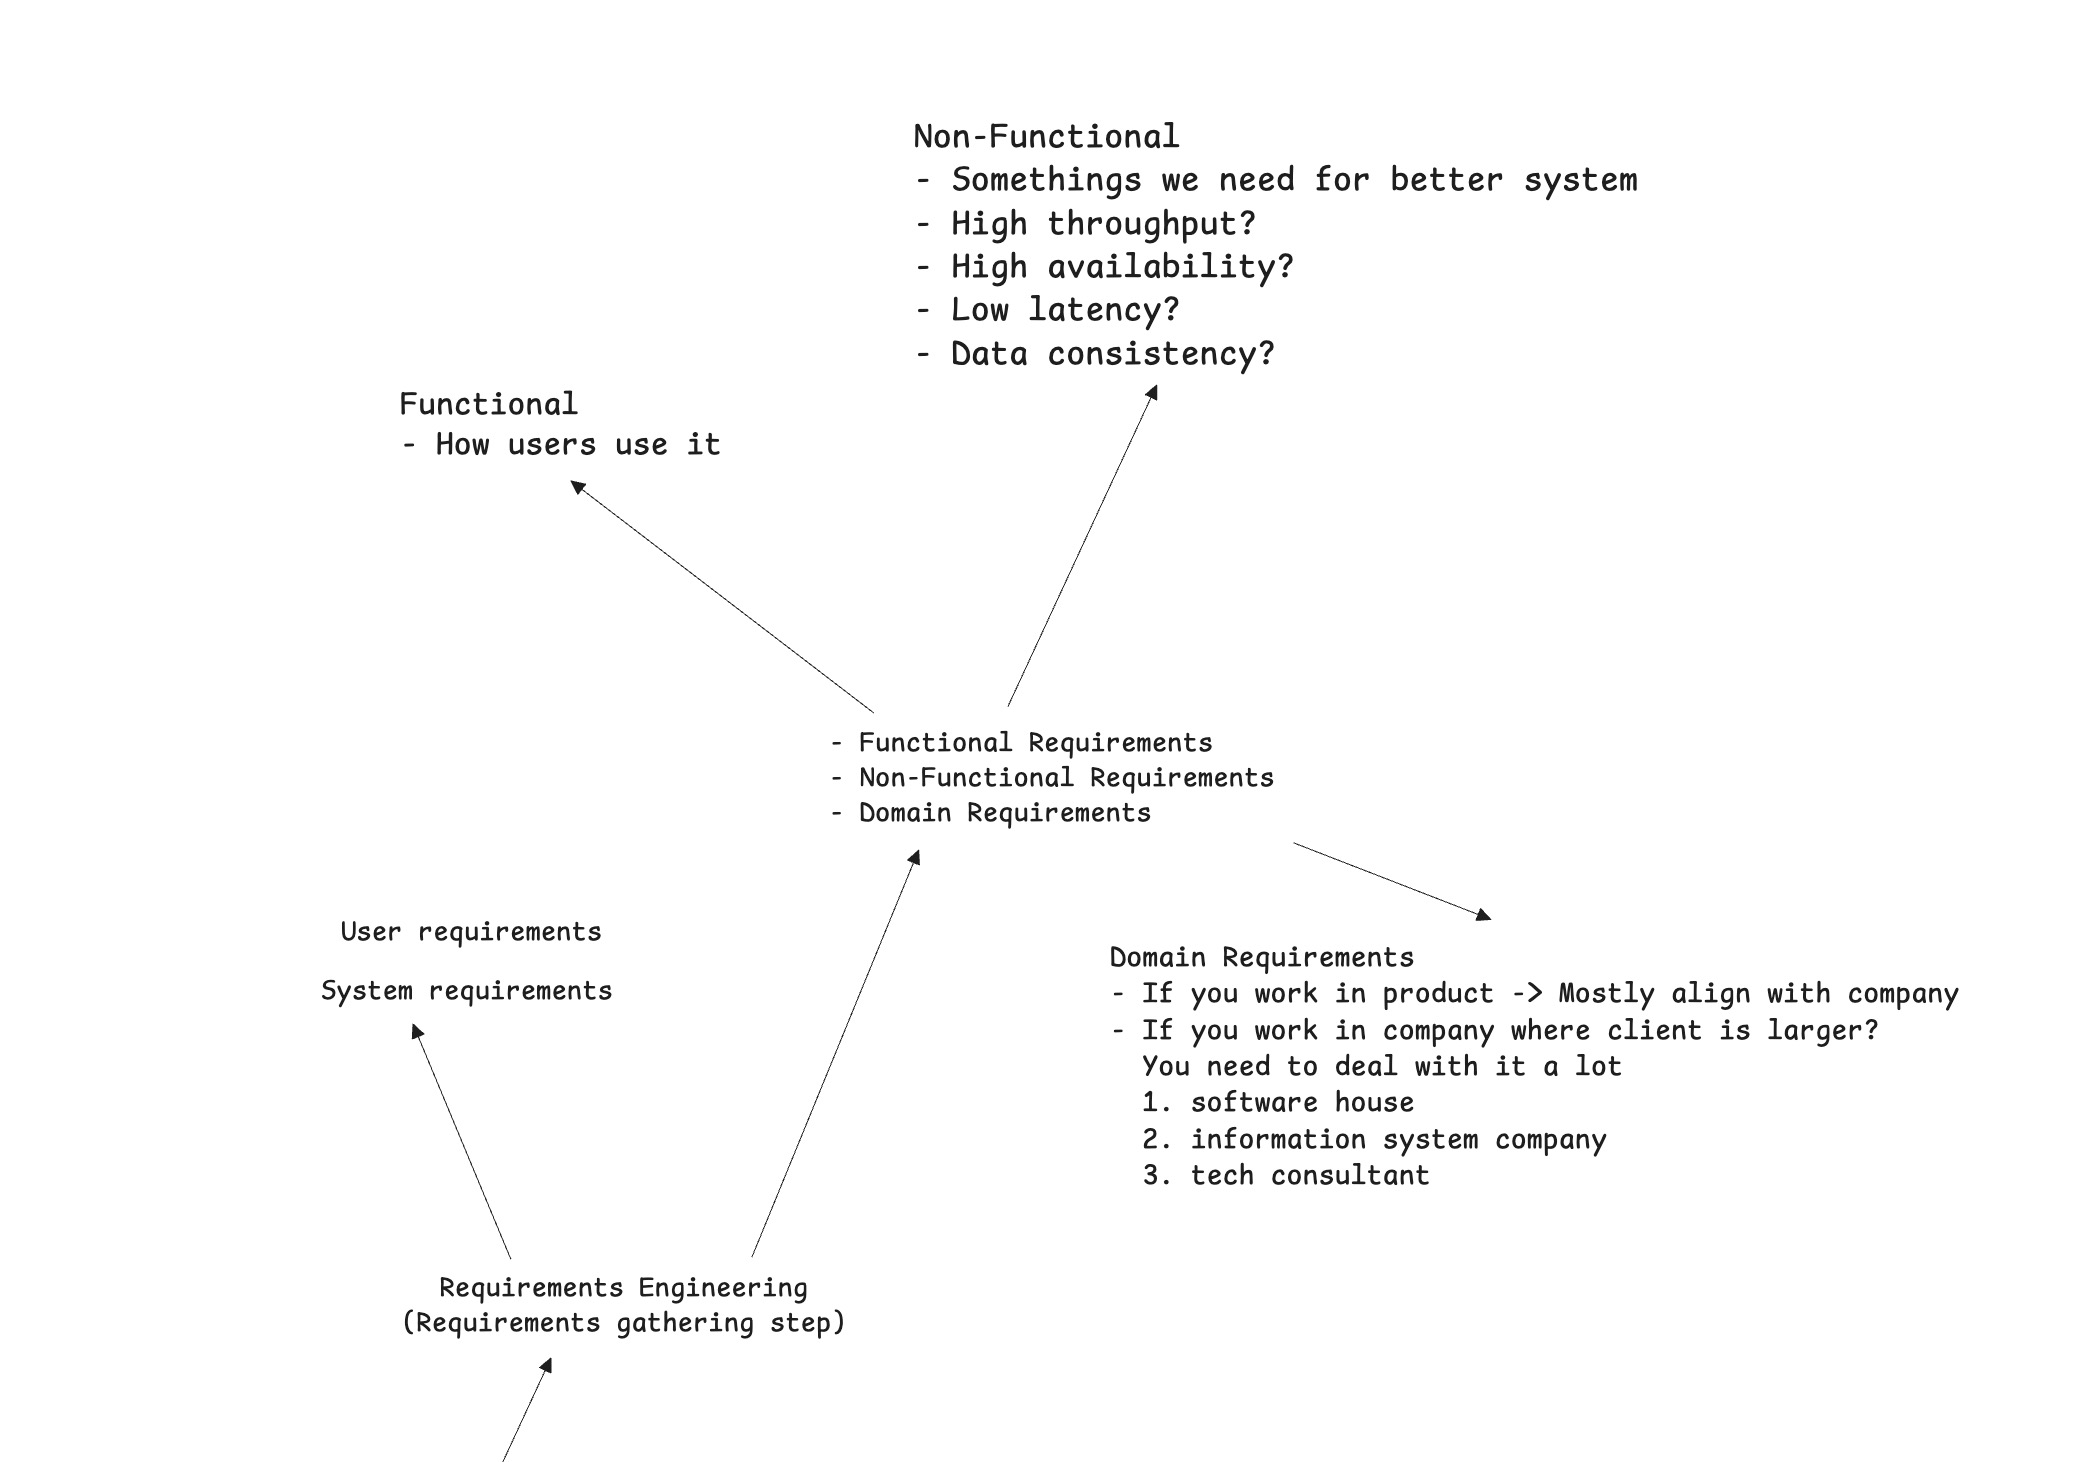 Non-Functional
- Somethings we need for better system
- High throughput?
- High availability?
- Low latency?
- Data consistency?
Functional
- How users use it
- Functional Requirements
- Non-Functional Requirements
- Domain Requirements
User requirements
System requirements
Domain Requirements
- If you work in product -> Mostly align with company
- If you work in company where client is larger?
You need to deal with it a lot
1. software house
2. information system company
3. tech consultant
Requirements Engineering
(Requirements gathering step)